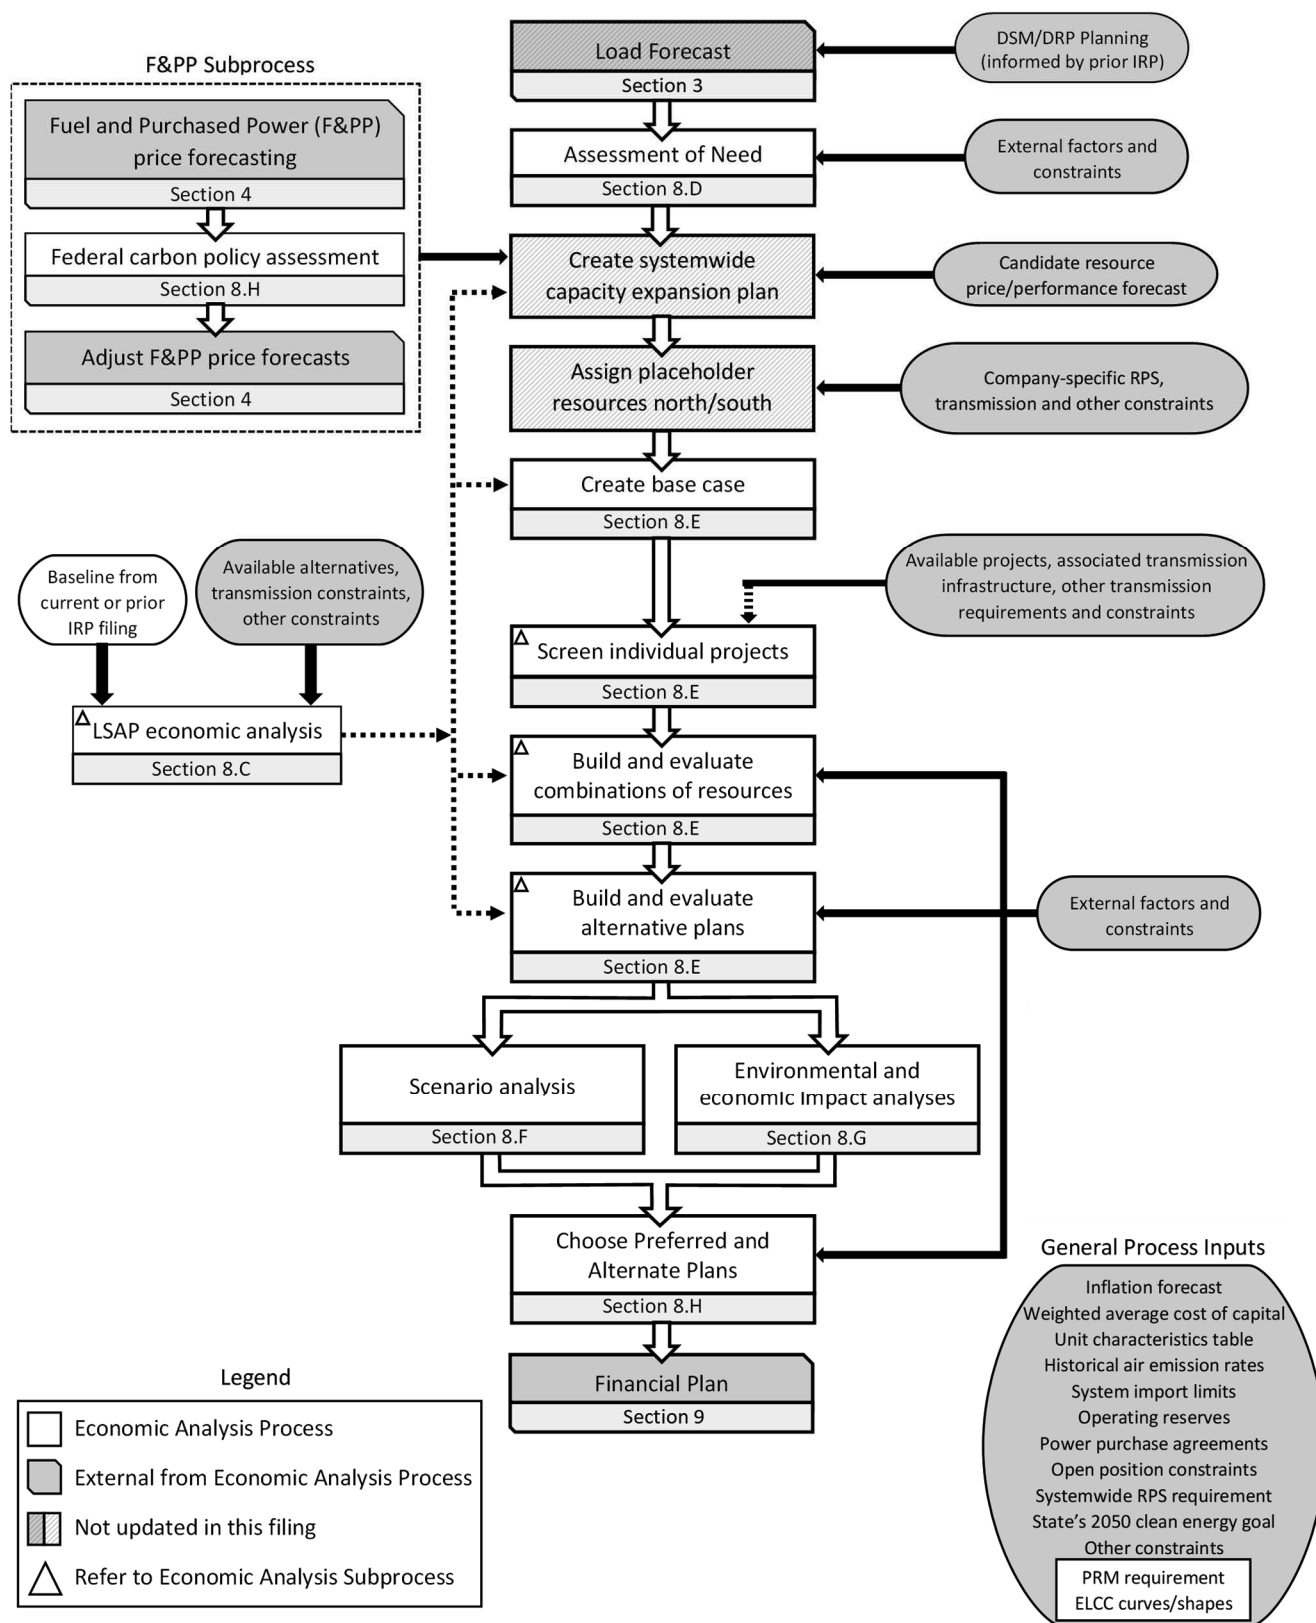 Load Forecast
Section 3
DSM/DRP Planning
(informed by prior IRP)
F&PP Subprocess
Fuel and Purchased Power (F&PP)
price forecasting
Section 4
Federal carbon policy assessment
Section 8.H
Adjust F&PP price forecasts
Section 4
Assessment of Need
Section 8.D
External factors and
constraints
Create systemwide
capacity expansion plan
Candidate resource
price/performance forecast
Assign placeholder
resources north/south
Company-specific RPS,
transmission and other constraints
Create base case
Section 8.E
Baseline from
current or prior
IRP filing
Available alternatives,
transmission constraints,
other constraints
LSAP economic analysis
Section 8.C
Available projects, associated transmission
infrastructure, other transmission
requirements and constraints
Screen individual projects
Section 8.E
Build and evaluate
combinations of resources
Section 8.E
Build and evaluate
alternative plans
Section 8.E
External factors and
constraints
Scenario analysis
Section 8.F
Environmental and
economic impact analyses
Section 8.G
Choose Preferred and
Alternate Plans
Section 8.H
Financial Plan
Section 9
Legend
Economic Analysis Process
External from Economic Analysis Process
Not updated in this filing
Refer to Economic Analysis Subprocess
General Process Inputs
Inflation forecast
Weighted average cost of capital
Unit characteristics table
Historical air emission rates
System import limits
Operating reserves
Power purchase agreements
Open position constraints
Systemwide RPS requirement
State's 2050 clean energy goal
Other constraints
PRM requirement
ELCC curves/shapes